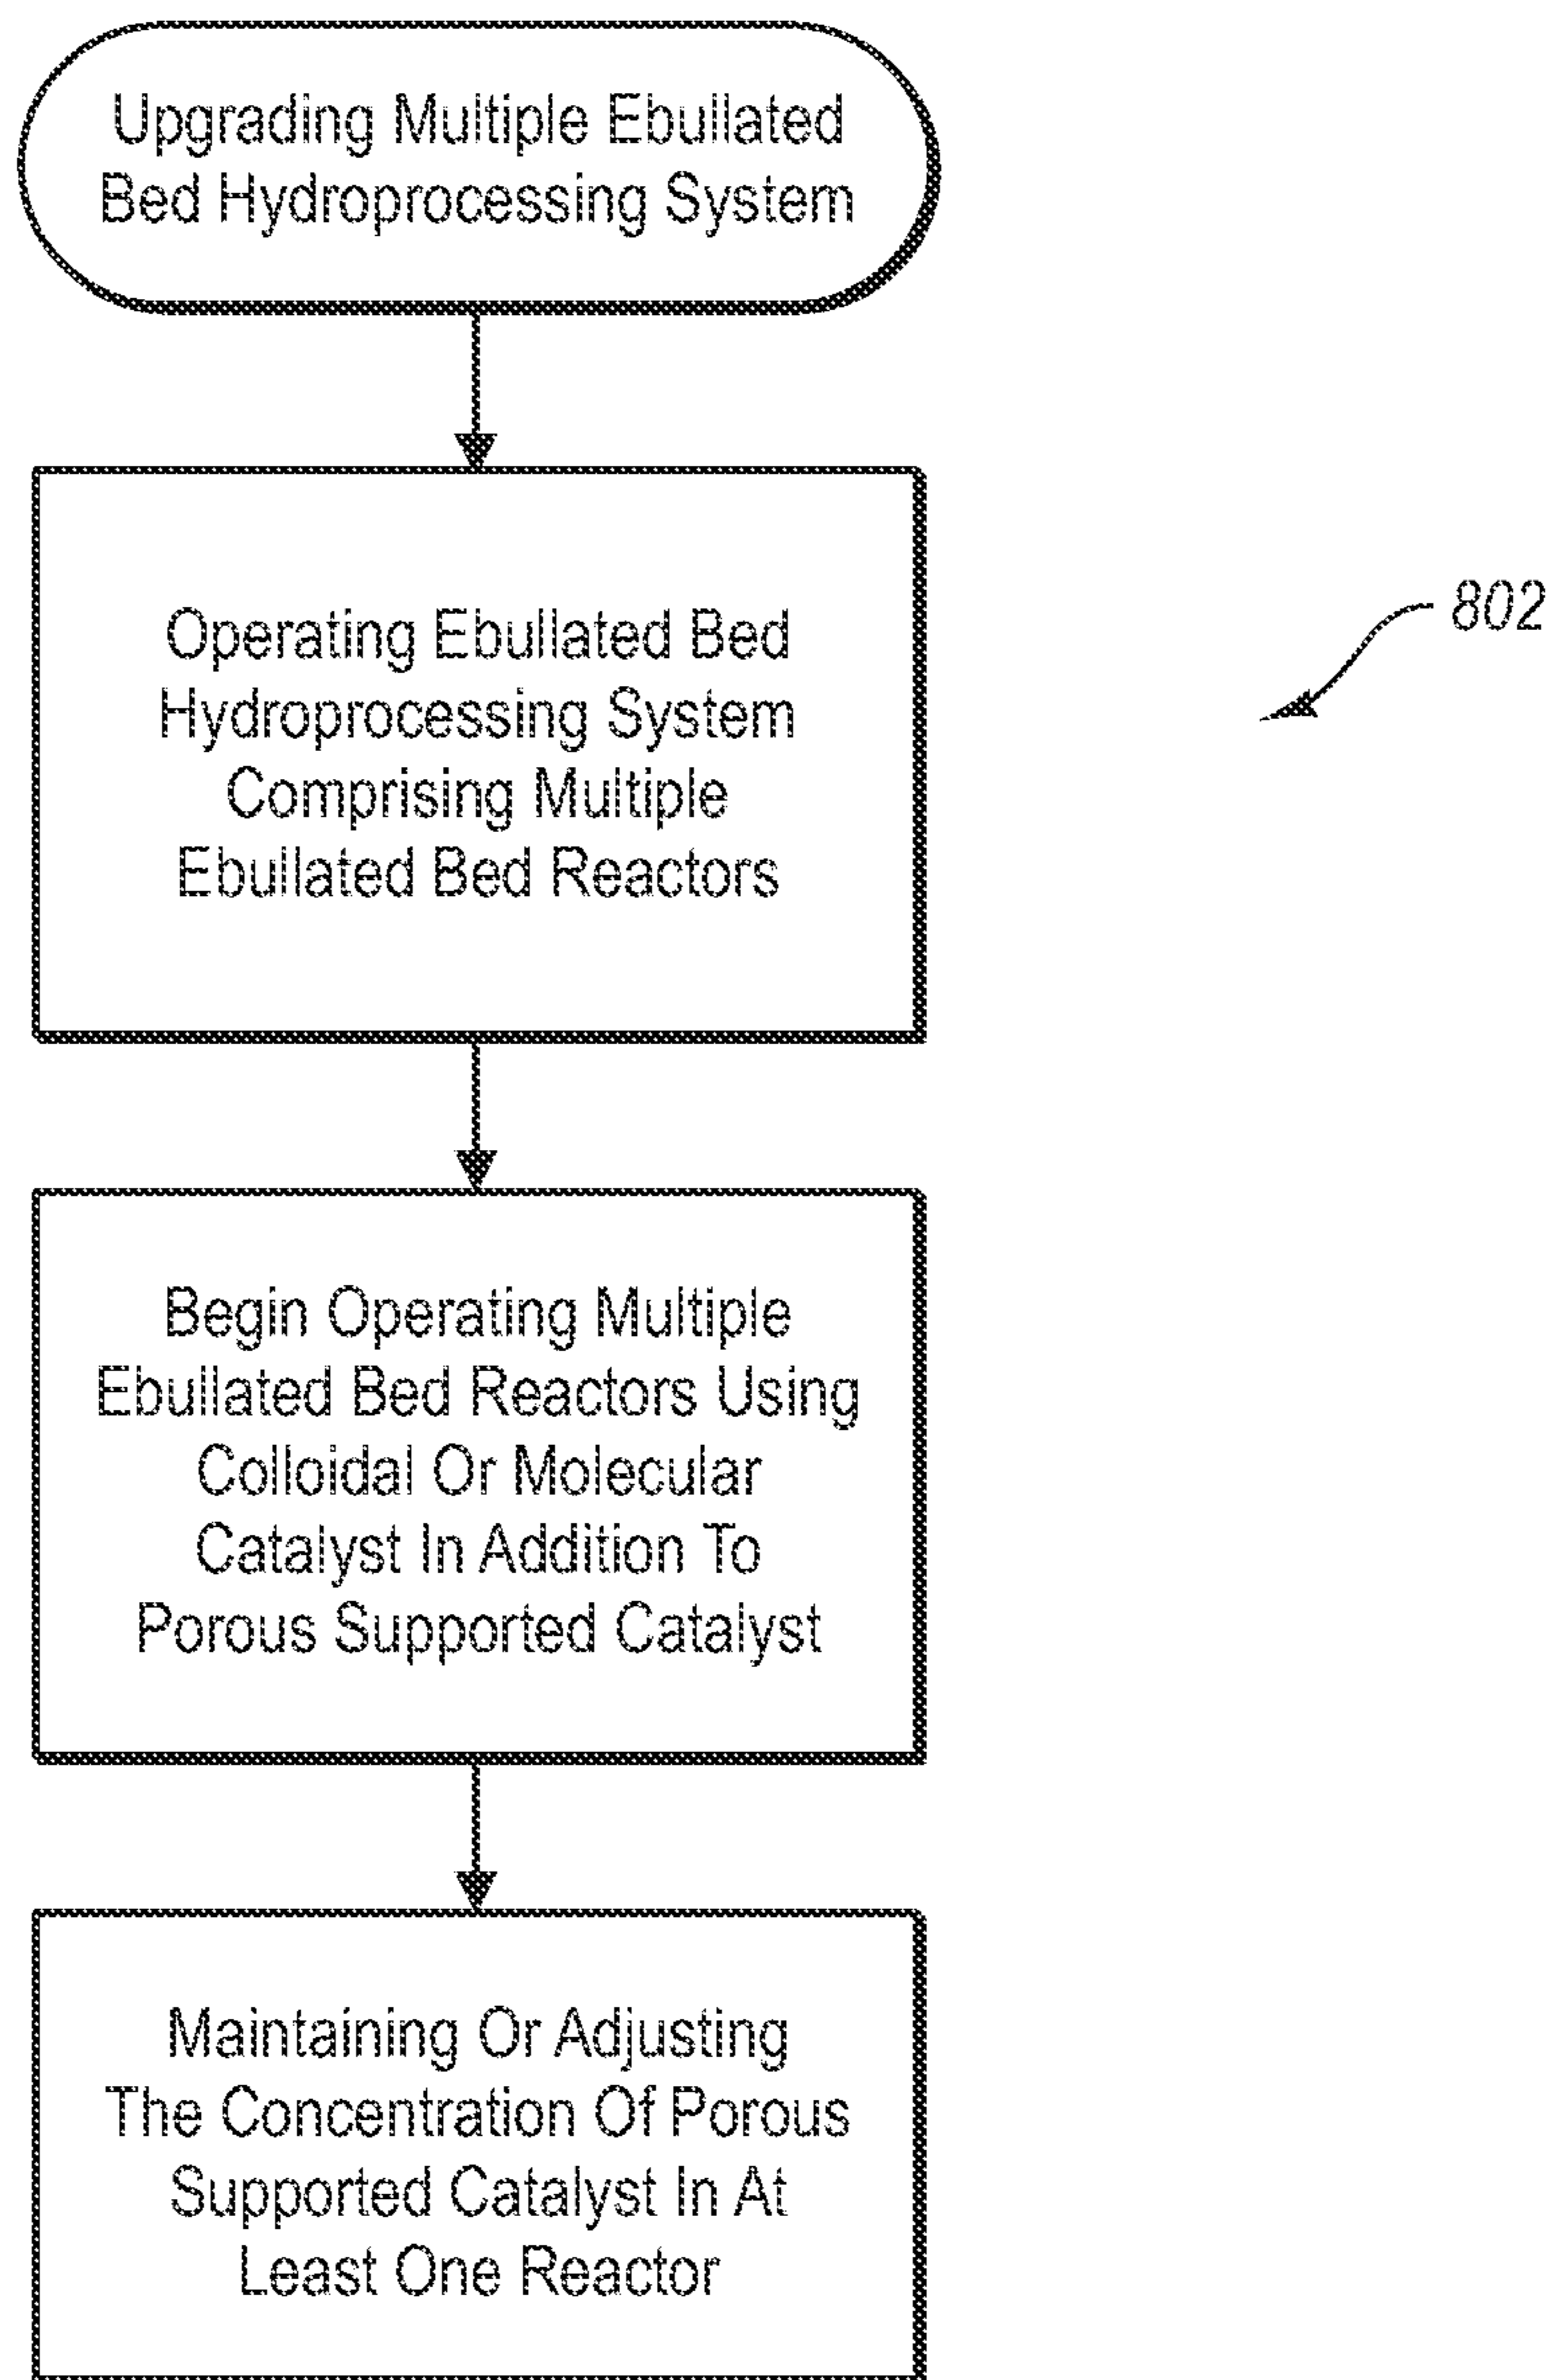 Upgrading Multiple Ebullated
Bed Hydroprocessing System
Operating Ebullated Bed
Hydroprocessing System
Comprising Multiple
Ebullated Bed Reactors
802
Begin Operating Multiple
Ebullated Bed Reactors Using
Colloidal Or Molecular
Catalyst In Addition To
Porous Supported Catalyst
Maintaining Or Adjusting
The Concentration Of Porous
Supported Catalyst In At
Least One Reactor